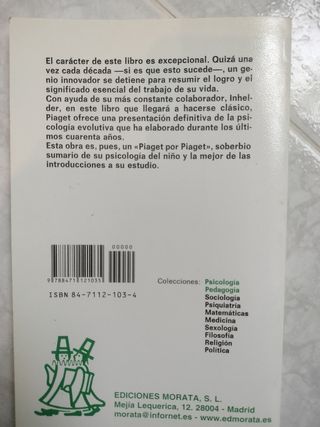 El carácter de este libro es excepcional. Quizá una
vez cada década —si es que esto sucede—, un ge-
nio innovador se detiene para resumir el logro y el
significado esencial del trabajo de su vida.
Con ayuda de su más constante colaborador, Inhel-
der, en este libro que llegará a hacerse clásico,
Piaget ofrece una presentación definitiva de la psi-
cología evolutiva que ha elaborado durante los últi-
mos cuarenta años.
Esta obra es, pues, un «Piaget por Piaget», soberbio
sumario de su psicología del niño y la mejor de las
introducciones a su estudio.
00000
9788471121035
ISBN 84-7112-103-4
Colecciones: Psicología
Pedagogía
Sociología
Psiquiatría
Matemáticas
Medicina
Sexología
Filosofía
Religión
Política
EDICIONES MORATA, S. L.
Mejía Lequerica, 12. 28004 - Madrid
morata@infornet.es - www.edmorata.es